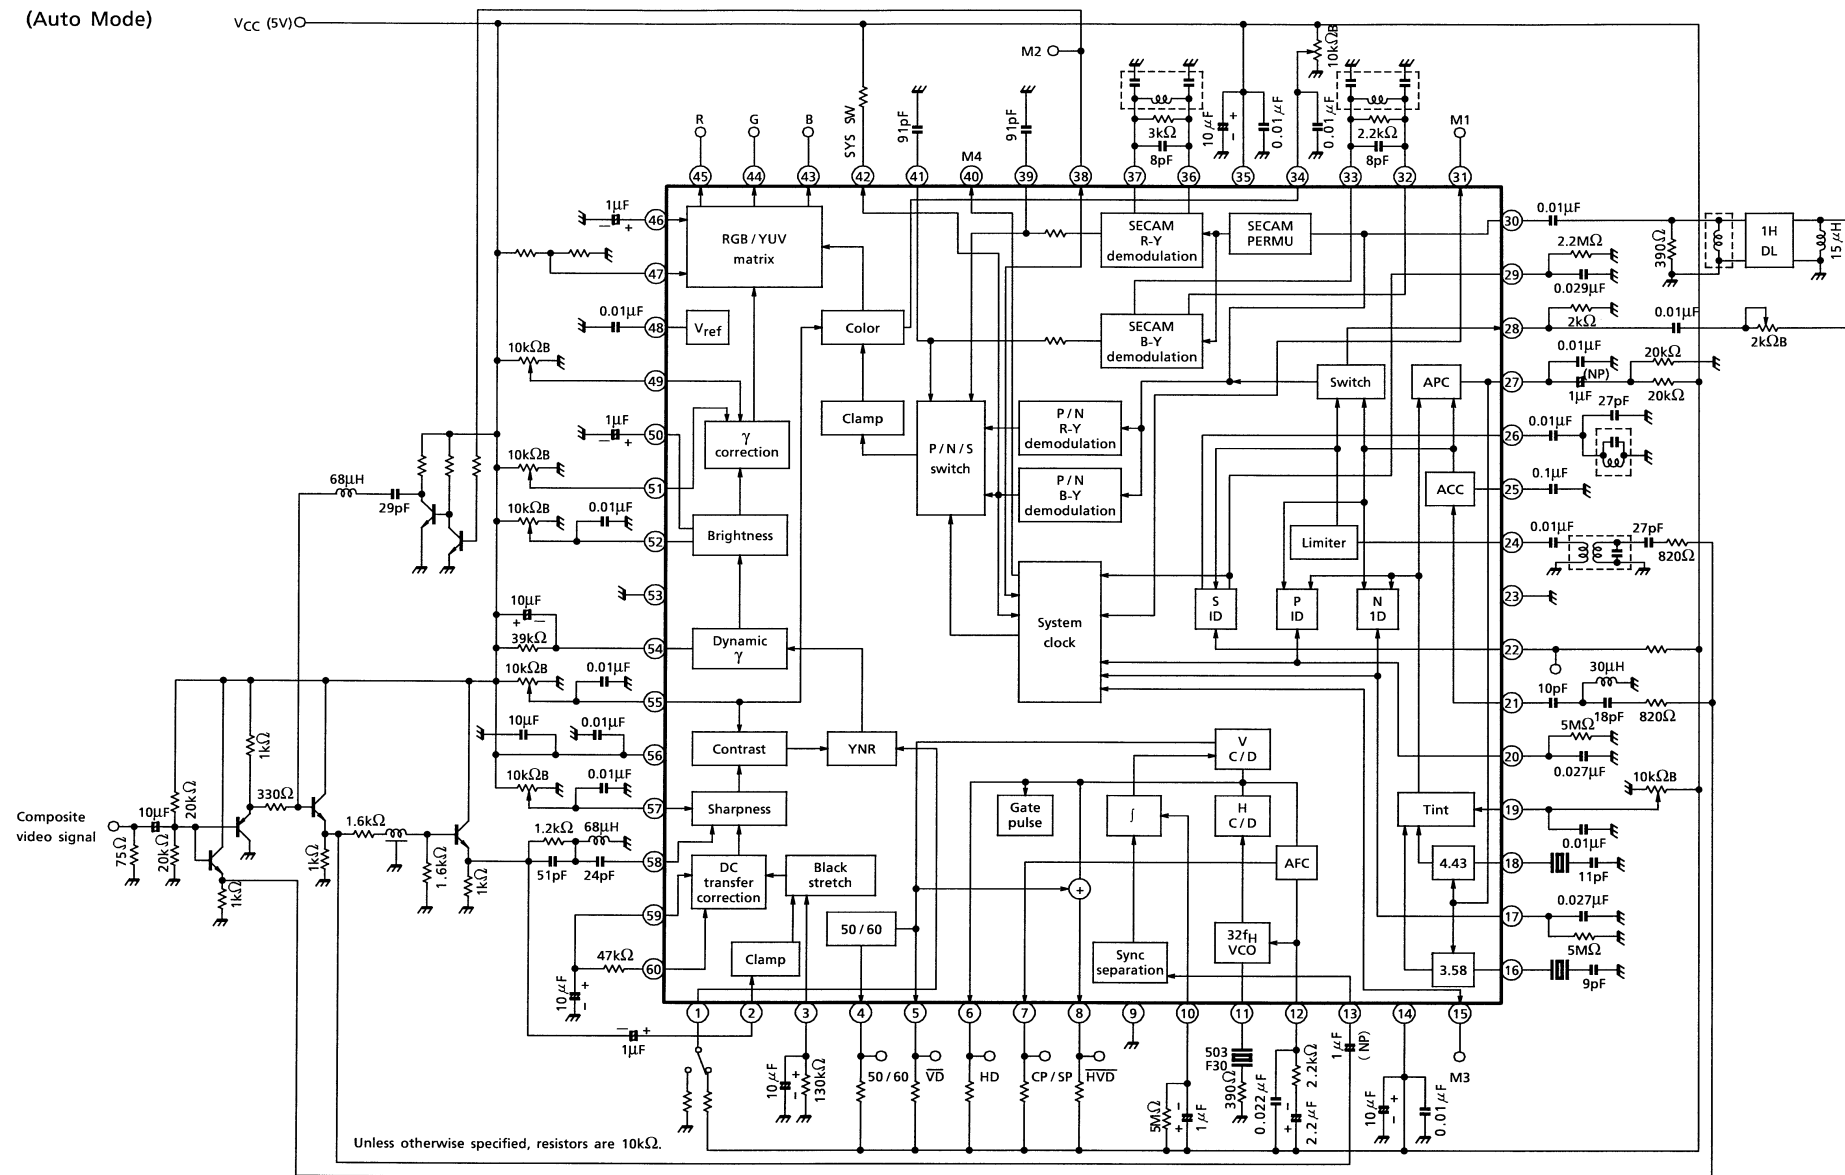 (Auto Mode)
VCC (5V)
M2
10kΩB
SYS SW
91pF
91pF
3kΩ
8pF
10μF
+
−
0.01μF
0.01μF
2.2kΩ
8pF
M1
R
G
B
M4
45
44
43
42
41
40
39
38
37
36
35
34
33
32
31
1μF
− +
46
RGB / YUV
matrix
47
0.01μF
48
Vref
Color
10kΩB
49
1μF
− +
50
γ
correction
Clamp
P / N / S
switch
SECAM
R-Y
demodulation
SECAM
PERMU
SECAM
B-Y
demodulation
P / N
R-Y
demodulation
P / N
B-Y
demodulation
Switch
APC
ACC
Limiter
S
ID
P
ID
N
1D
System
clock
30
0.01μF
390Ω
1H
DL
15μH
29
2.2MΩ
0.029μF
28
2kΩ
0.01μF
2kΩB
27
0.01μF
(NP)
1μF
20kΩ
20kΩ
26
0.01μF
27pF
25
0.1μF
24
0.01μF
27pF
820Ω
23
22
21
10pF
30μH
18pF
820Ω
20
5MΩ
0.027μF
10kΩB
19
0.01μF
18
11pF
17
0.027μF
5MΩ
16
9pF
68μH
29pF
10kΩB
51
10kΩB
0.01μF
52
Brightness
53
10μF
+ −
39kΩ
54
Dynamic
γ
10kΩB
0.01μF
55
10μF
0.01μF
56
Contrast
YNR
10kΩB
0.01μF
57
Sharpness
1.2kΩ
68μH
51pF
24pF
58
DC
transfer
correction
Black
stretch
59
47kΩ
60
10μF
+
−
Clamp
50 / 60
Composite
video signal
10μF
75Ω
20kΩ
20kΩ
1kΩ
1kΩ
330Ω
1kΩ
1.6kΩ
1.6kΩ
1kΩ
V
C / D
Gate
pulse
∫
H
C / D
AFC
+
32fH
VCO
Sync
separation
Tint
4.43
3.58
− +
1μF
1
2
3
4
5
6
7
8
9
10
11
12
13
14
15
10μF
+
−
130kΩ
50 / 60
VD
HD
CP / SP
HVD
5MΩ
−
+
1μF
503
F30
390Ω
0.022μF
2.2kΩ
−
+
2.2μF
1μF
(NP)
10μF
+
−
0.01μF
M3
Unless otherwise specified, resistors are 10kΩ.